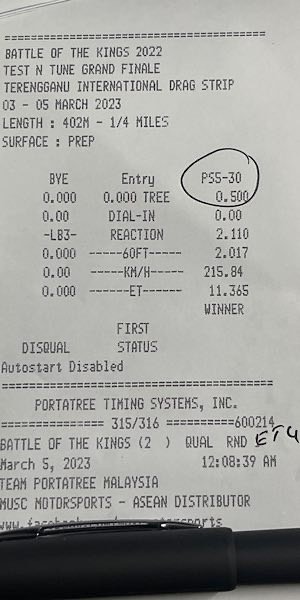 ==================================
BATTLE OF THE KINGS 2022
TEST N TUNE GRAND FINALE
TERENGGANU INTERNATIONAL DRAG STRIP
03 - 05 MARCH 2023
LENGTH : 402M - 1/4 MILES
SURFACE : PREP
BYE Entry PS5-30
0.000 0.000 TREE 0.500
0.00 DIAL-IN 0.00
-LB3- REACTION 2.110
0.000 ------60FT------ 2.017
0.00 -----KM/H----- 215.84
0.000 ------ET------ 11.365
WINNER
FIRST
DISQUAL STATUS
Autostart Disabled
==================================
PORTATREE TIMING SYSTEMS, INC.
============== 315/316 ==========600214
BATTLE OF THE KINGS (2 ) QUAL RND ET4
March 5, 2023 12:08:39 AM
TEAM PORTATREE MALAYSIA
MUSC MOTORSPORTS - ASEAN DISTRIBUTOR